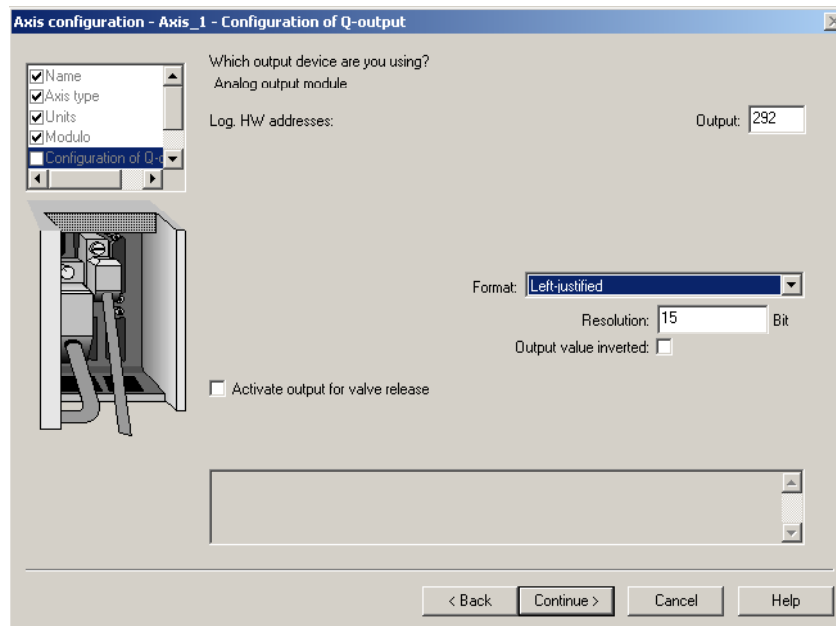 Axis configuration - Axis_1 - Configuration of Q-output
Name
Axis type
Units
Modulo
Configuration of Q-
Which output device are you using?
Analog output module
Log. HW addresses:
Output: 292
Format: Left-justified
Resolution: 15 Bit
Output value inverted:
Activate output for valve release
< Back
Continue >
Cancel
Help